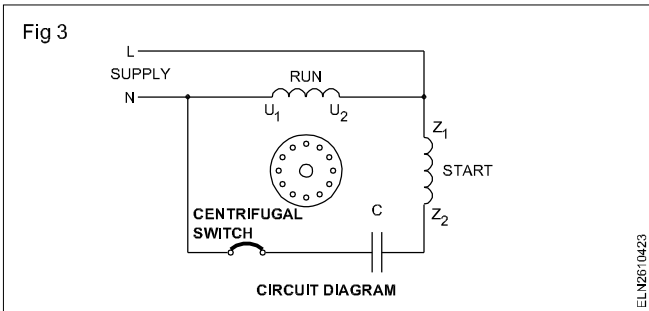 Fig 3
L
SUPPLY
RUN
N
U1 U2
Z1
START
Z2
CENTRIFUGAL
SWITCH
C
CIRCUIT DIAGRAM
ELN2610423